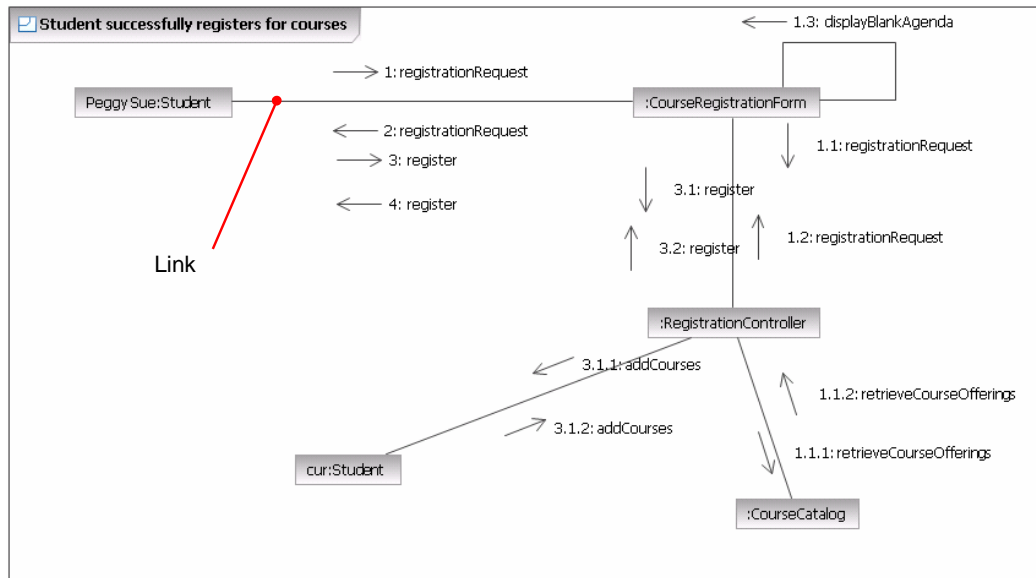 Student successfully registers for courses
1.3: displayBlankAgenda
1: registrationRequest
Peggy Sue:Student
:CourseRegistrationForm
2: registrationRequest
3: register
1.1: registrationRequest
3.1: register
4: register
1.2: registrationRequest
3.2: register
Link
:RegistrationController
3.1.1: addCourses
1.1.2: retrieveCourseOfferings
3.1.2: addCourses
1.1.1: retrieveCourseOfferings
cur:Student
:CourseCatalog